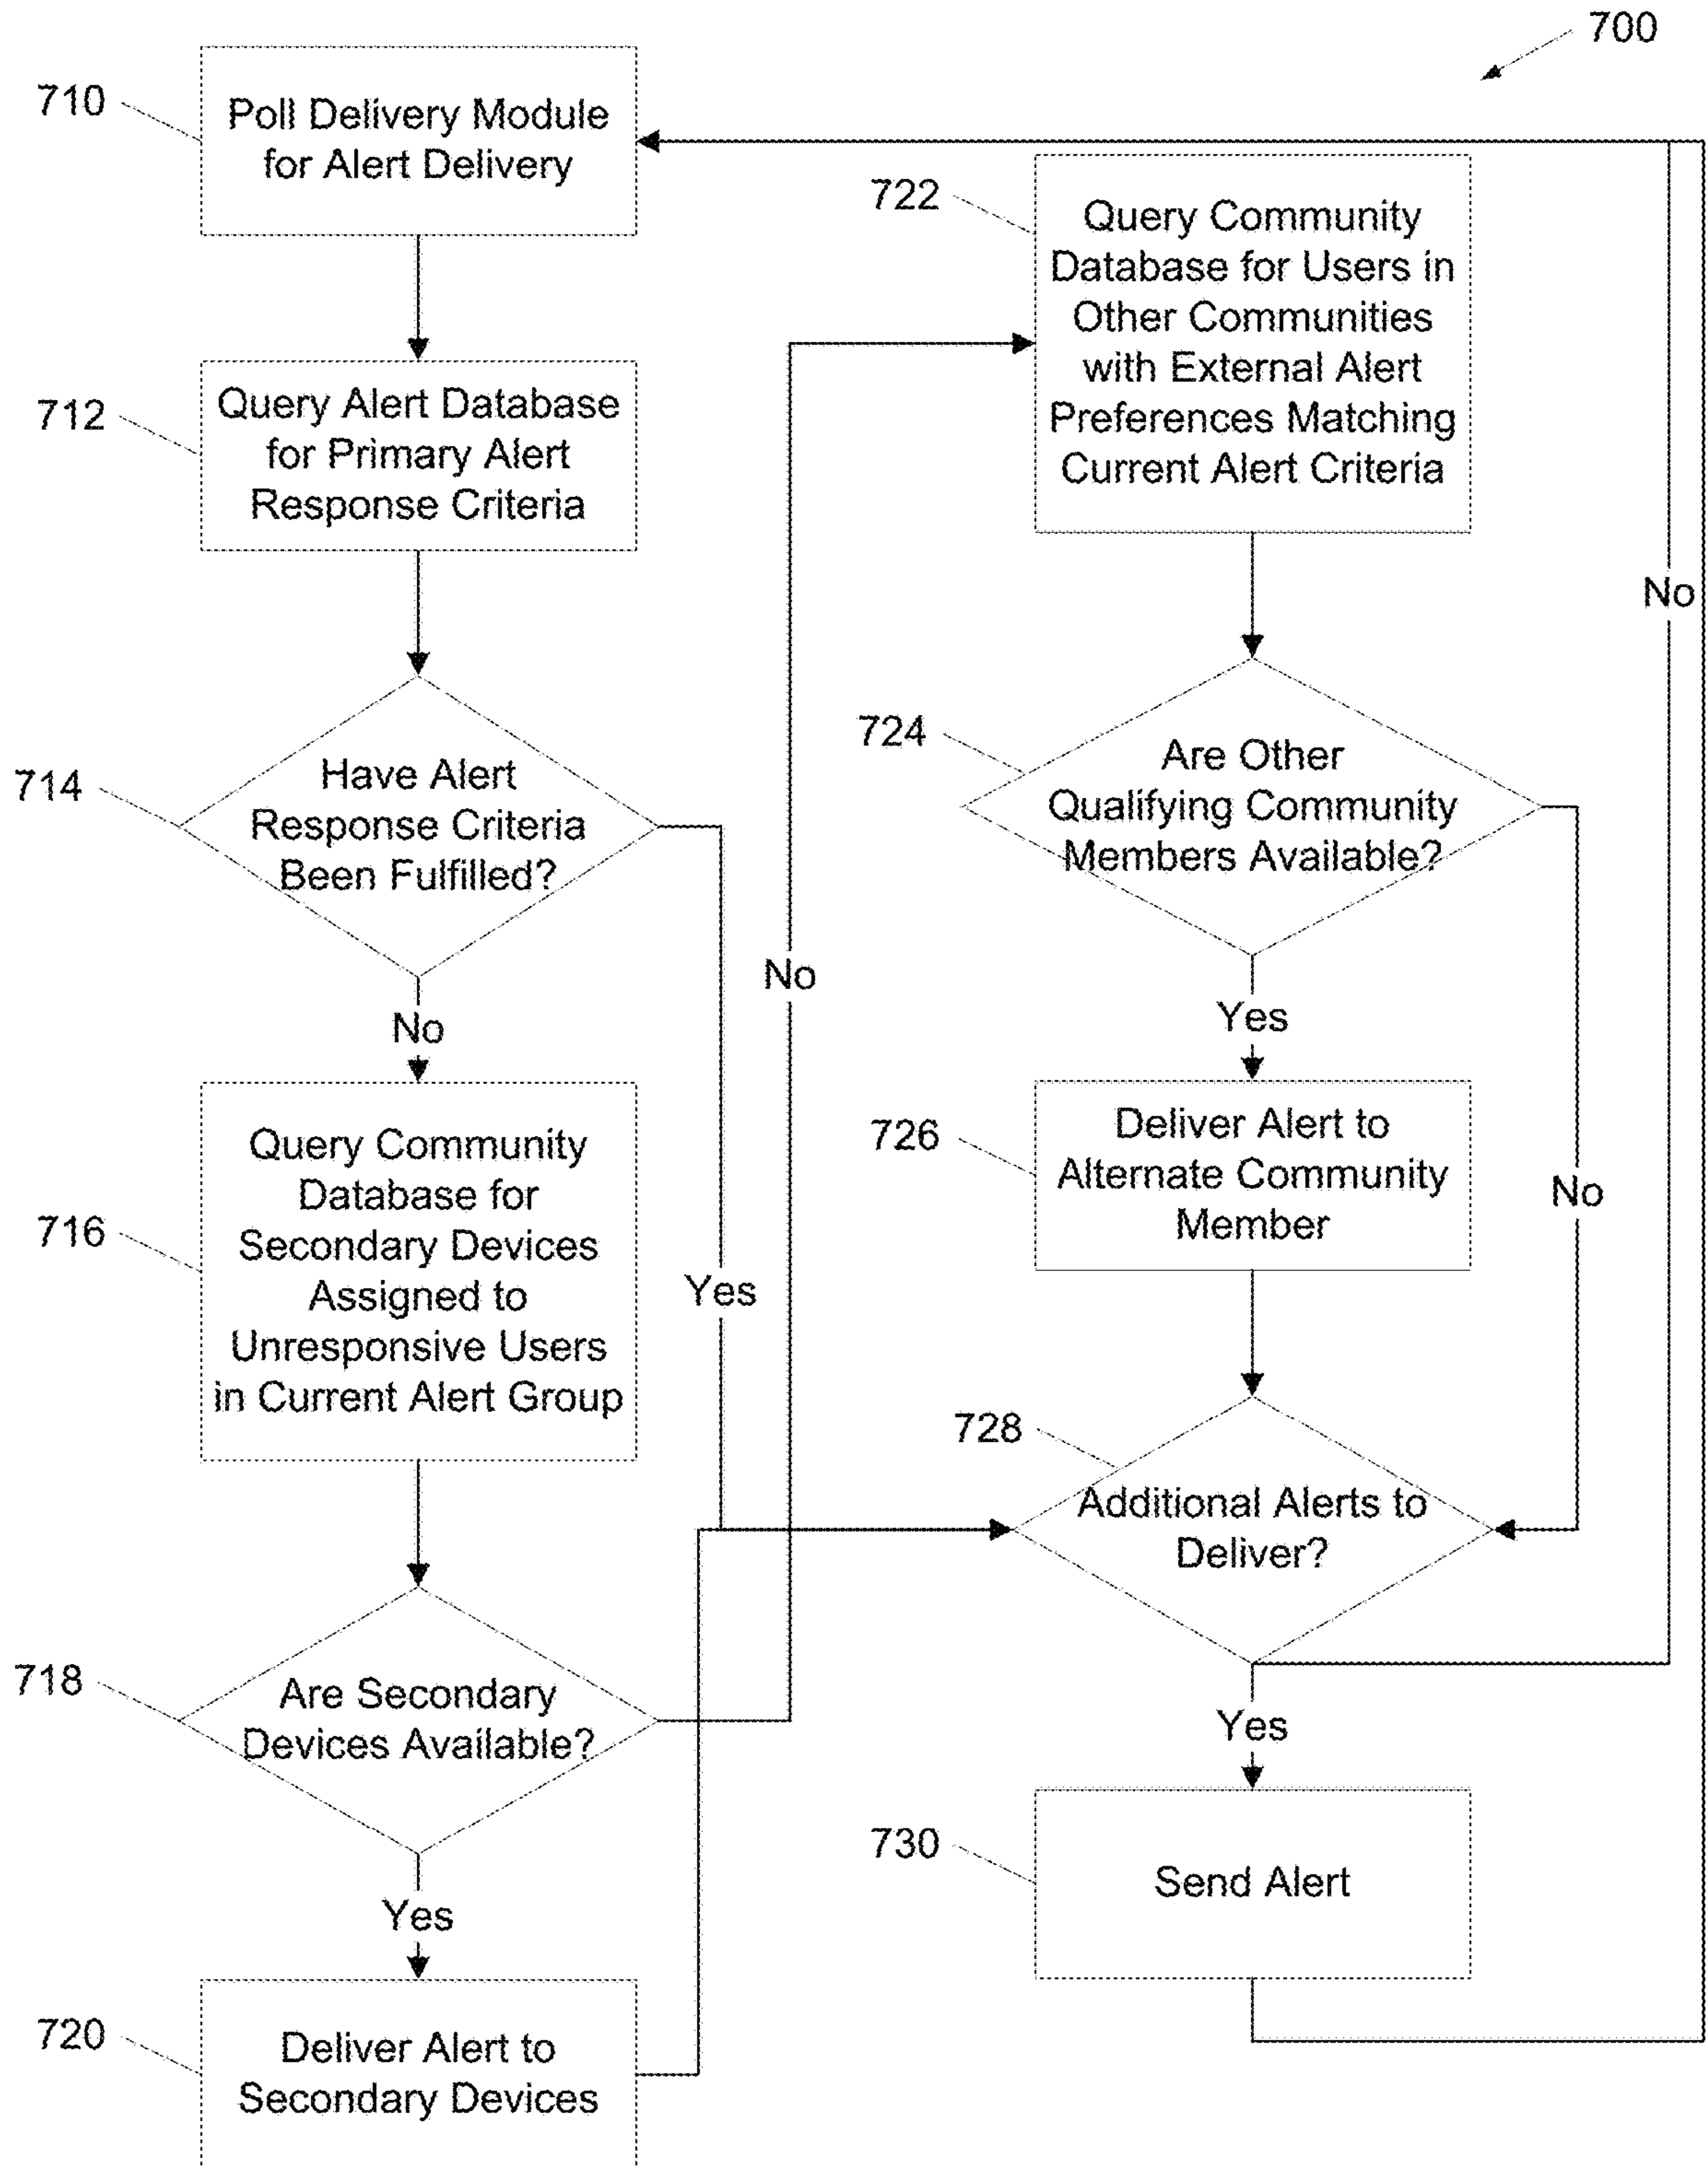 700
710
Poll Delivery Module
for Alert Delivery
712
Query Alert Database
for Primary Alert
Response Criteria
714
Have Alert
Response Criteria
Been Fulfilled?
No
Yes
716
Query Community
Database for
Secondary Devices
Assigned to
Unresponsive Users
in Current Alert Group
718
Are Secondary
Devices Available?
No
Yes
720
Deliver Alert to
Secondary Devices
722
Query Community
Database for Users in
Other Communities
with External Alert
Preferences Matching
Current Alert Criteria
724
Are Other
Qualifying Community
Members Available?
Yes
No
726
Deliver Alert to
Alternate Community
Member
728
Additional Alerts to
Deliver?
No
Yes
730
Send Alert